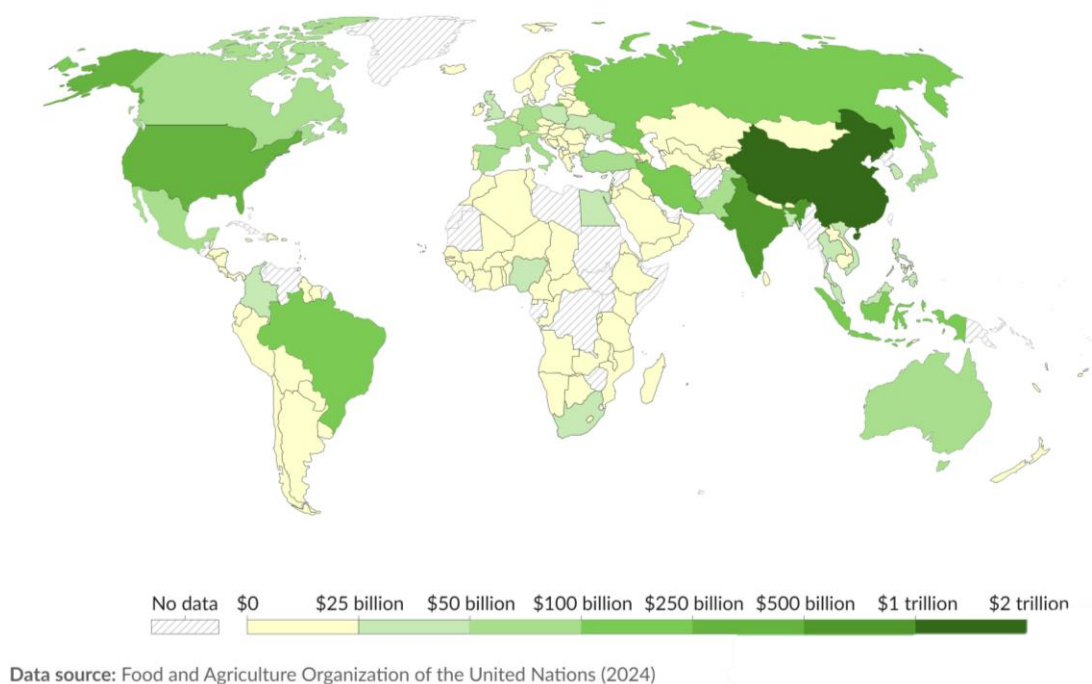 No data $0 $25 billion $50 billion $100 billion $250 billion $500 billion $1 trillion $2 trillion
Data source: Food and Agriculture Organization of the United Nations (2024)